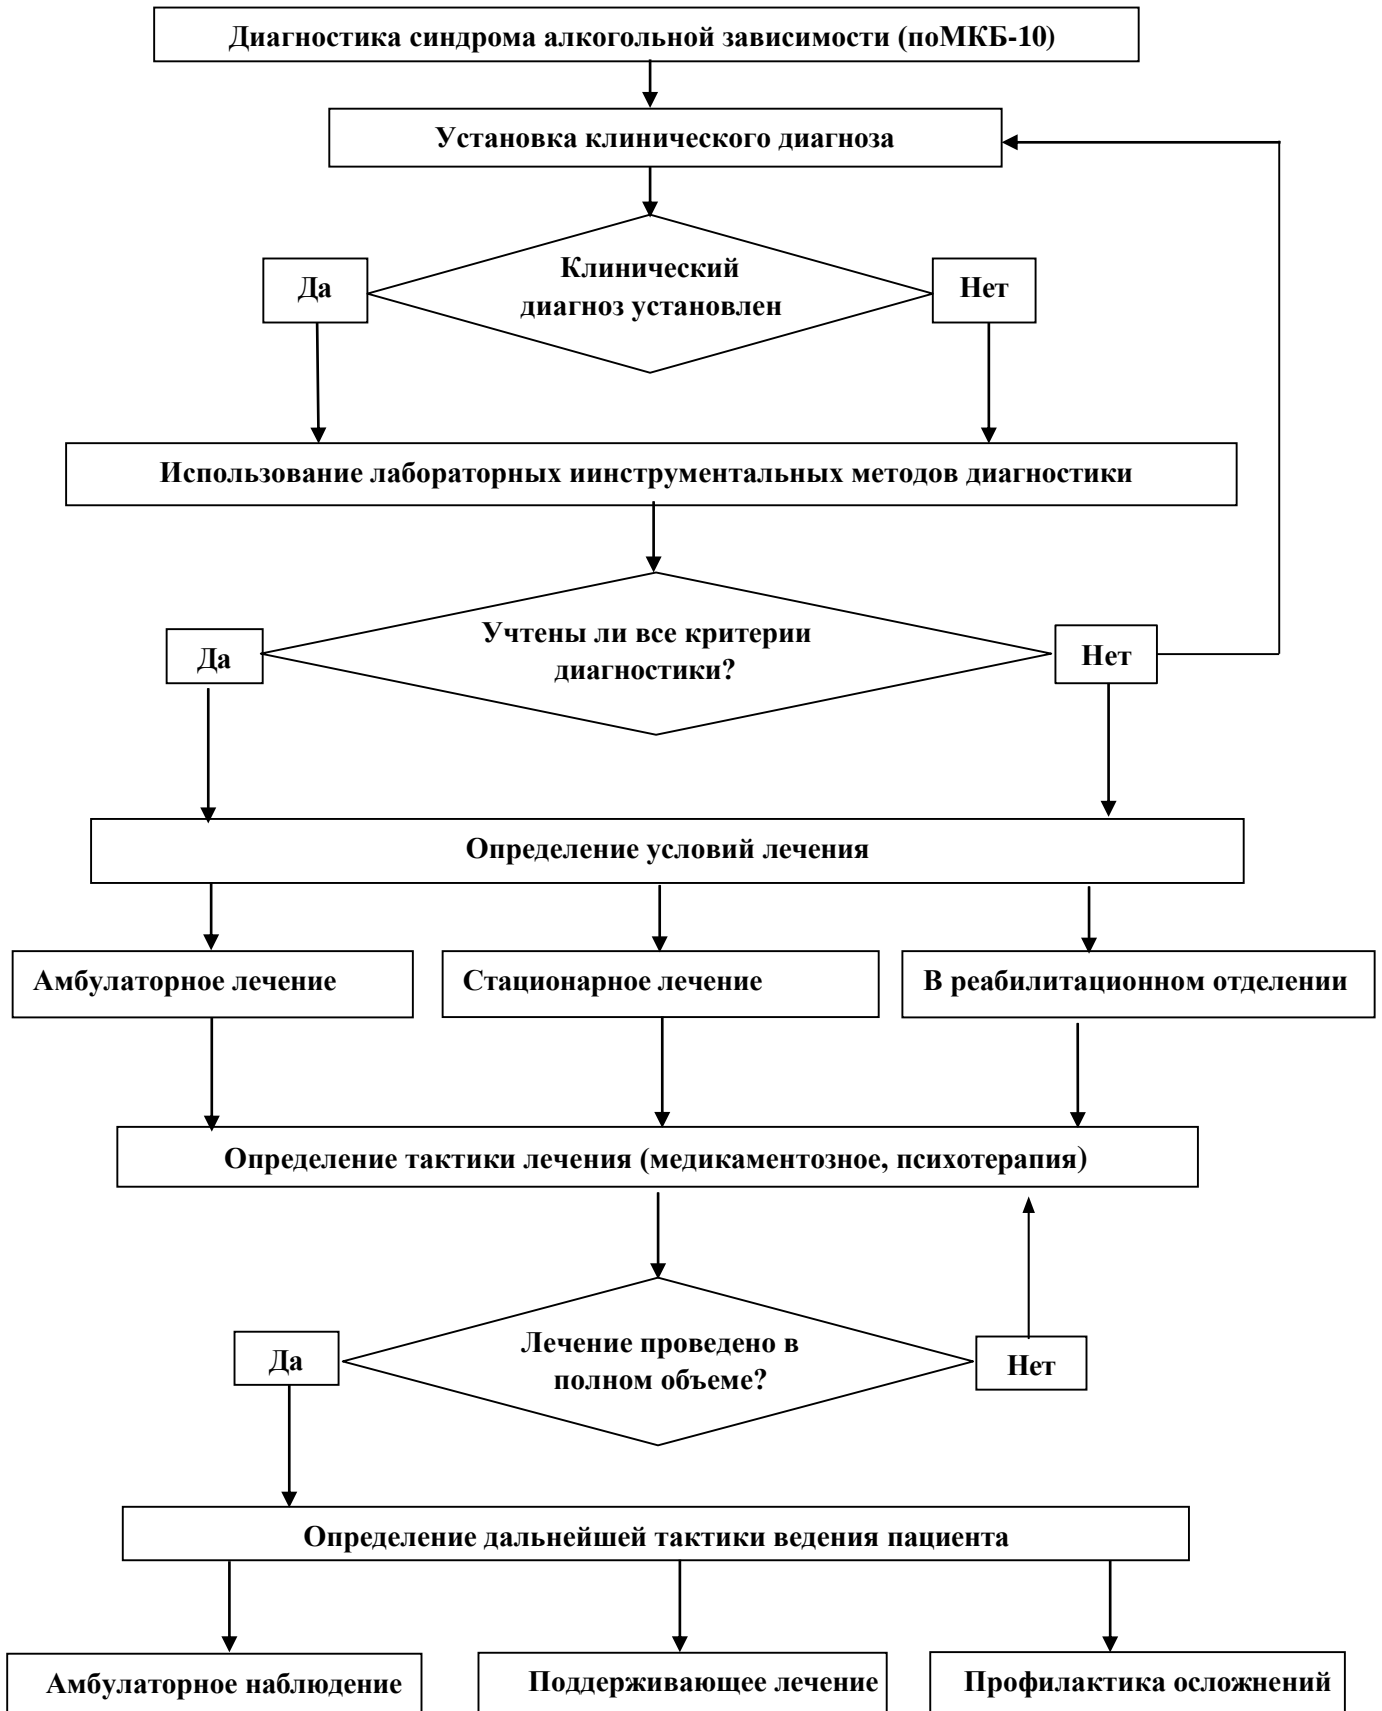 Диагностика синдрома алкогольной зависимости (поМКБ-10)
Установка клинического диагноза
Да
Клинический
диагноз установлен
Нет
Использование лабораторных иинструментальных методов диагностики
Да
Учтены ли все критерии
диагностики?
Нет
Определение условий лечения
Амбулаторное лечение
Стационарное лечение
В реабилитационном отделении
Определение тактики лечения (медикаментозное, психотерапия)
Да
Лечение проведено в
полном объеме?
Нет
Определение дальнейшей тактики ведения пациента
Амбулаторное наблюдение
Поддерживающее лечение
Профилактика осложнений